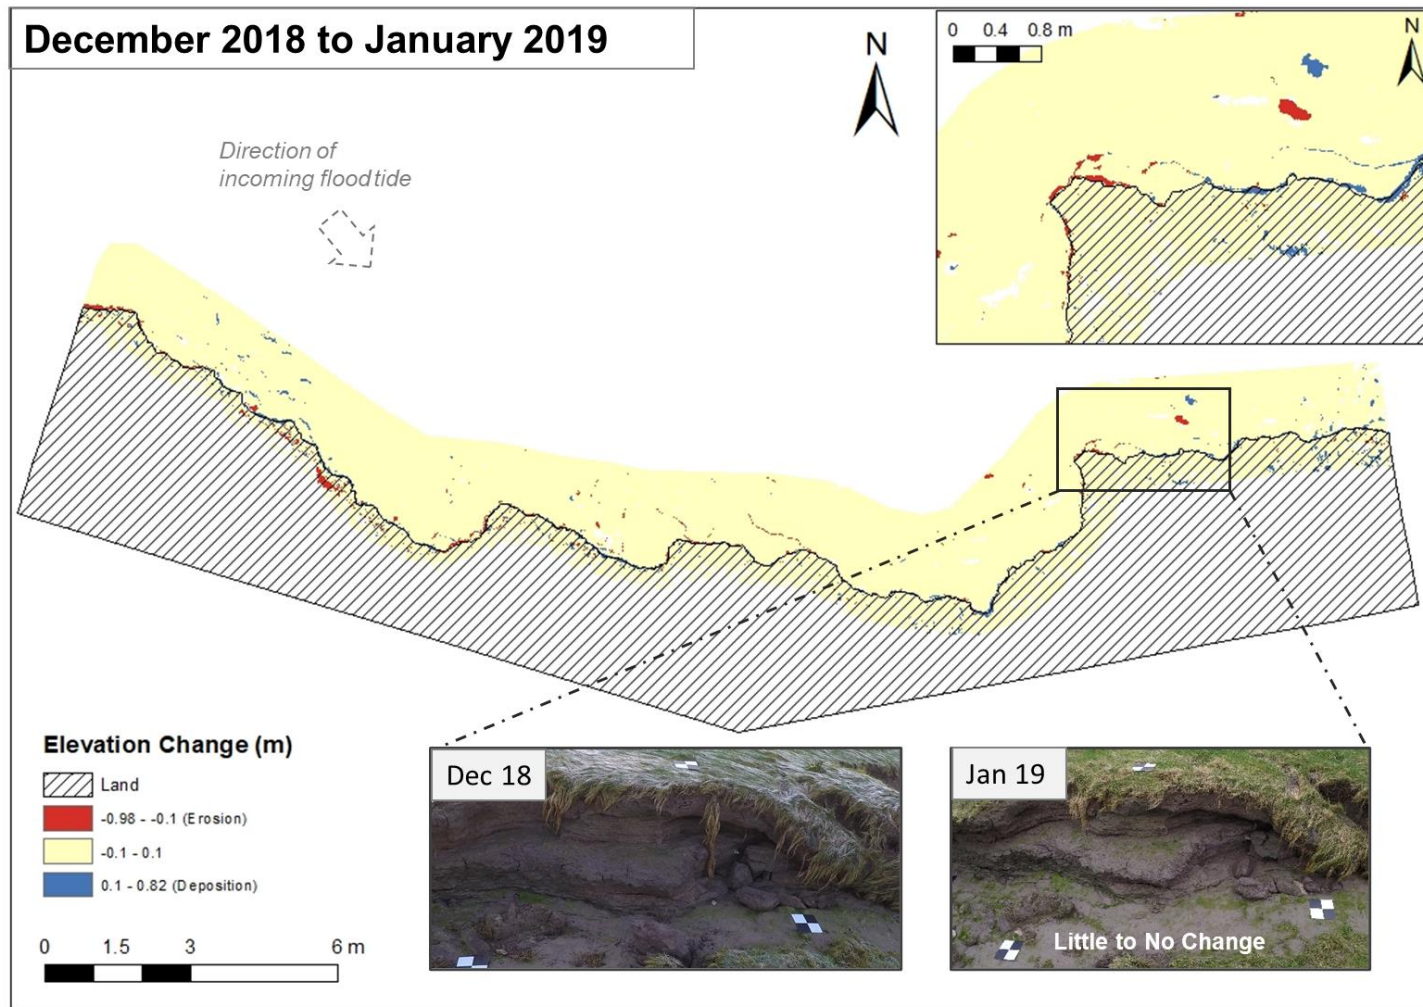 December 2018 to January 2019
N
0 0.4 0.8 m
N
Direction of
incoming flood tide
Elevation Change (m)
Land
-0.98 - -0.1 (Erosion)
-0.1 - 0.1
0.1 - 0.82 (Deposition)
0 1.5 3 6 m
Dec 18
Jan 19
Little to No Change